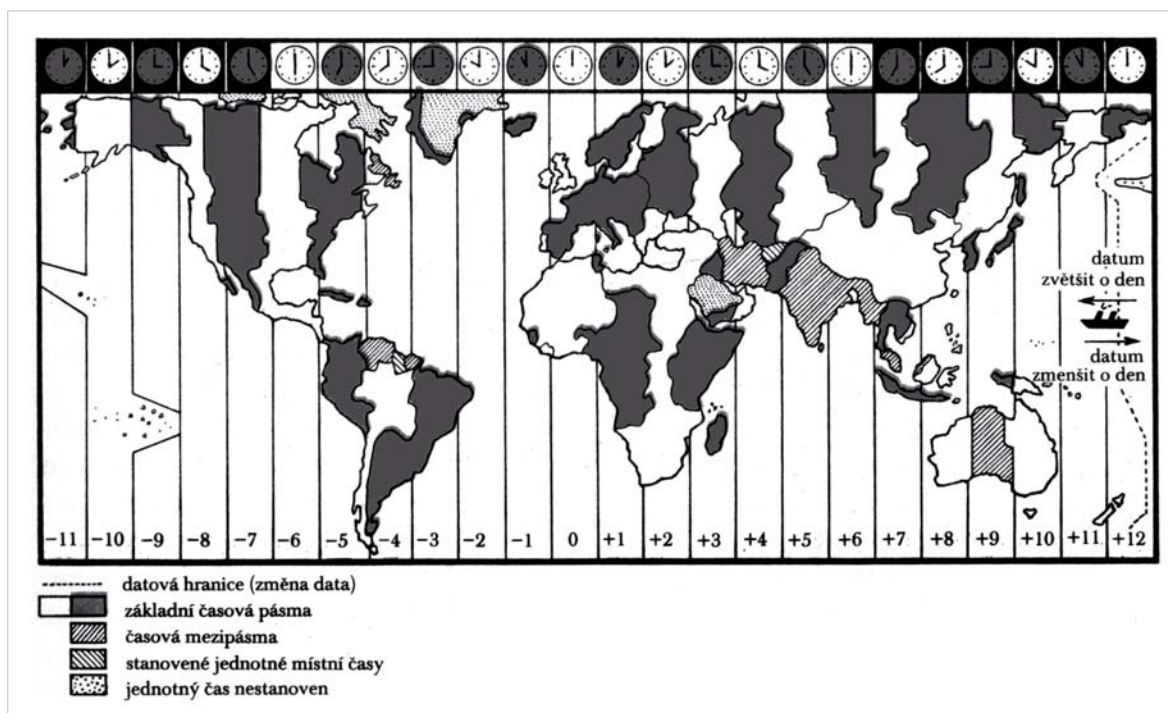 datum
zvětšit o den
datum
zmenšit o den
−11 −10 −9 −8 −7 −6 −5 −4 −3 −2 −1 0 +1 +2 +3 +4 +5 +6 +7 +8 +9 +10 +11 +12
datová hranice (změna data)
základní časová pásma
časová mezipásma
stanovené jednotné místní časy
jednotný čas nestanoven